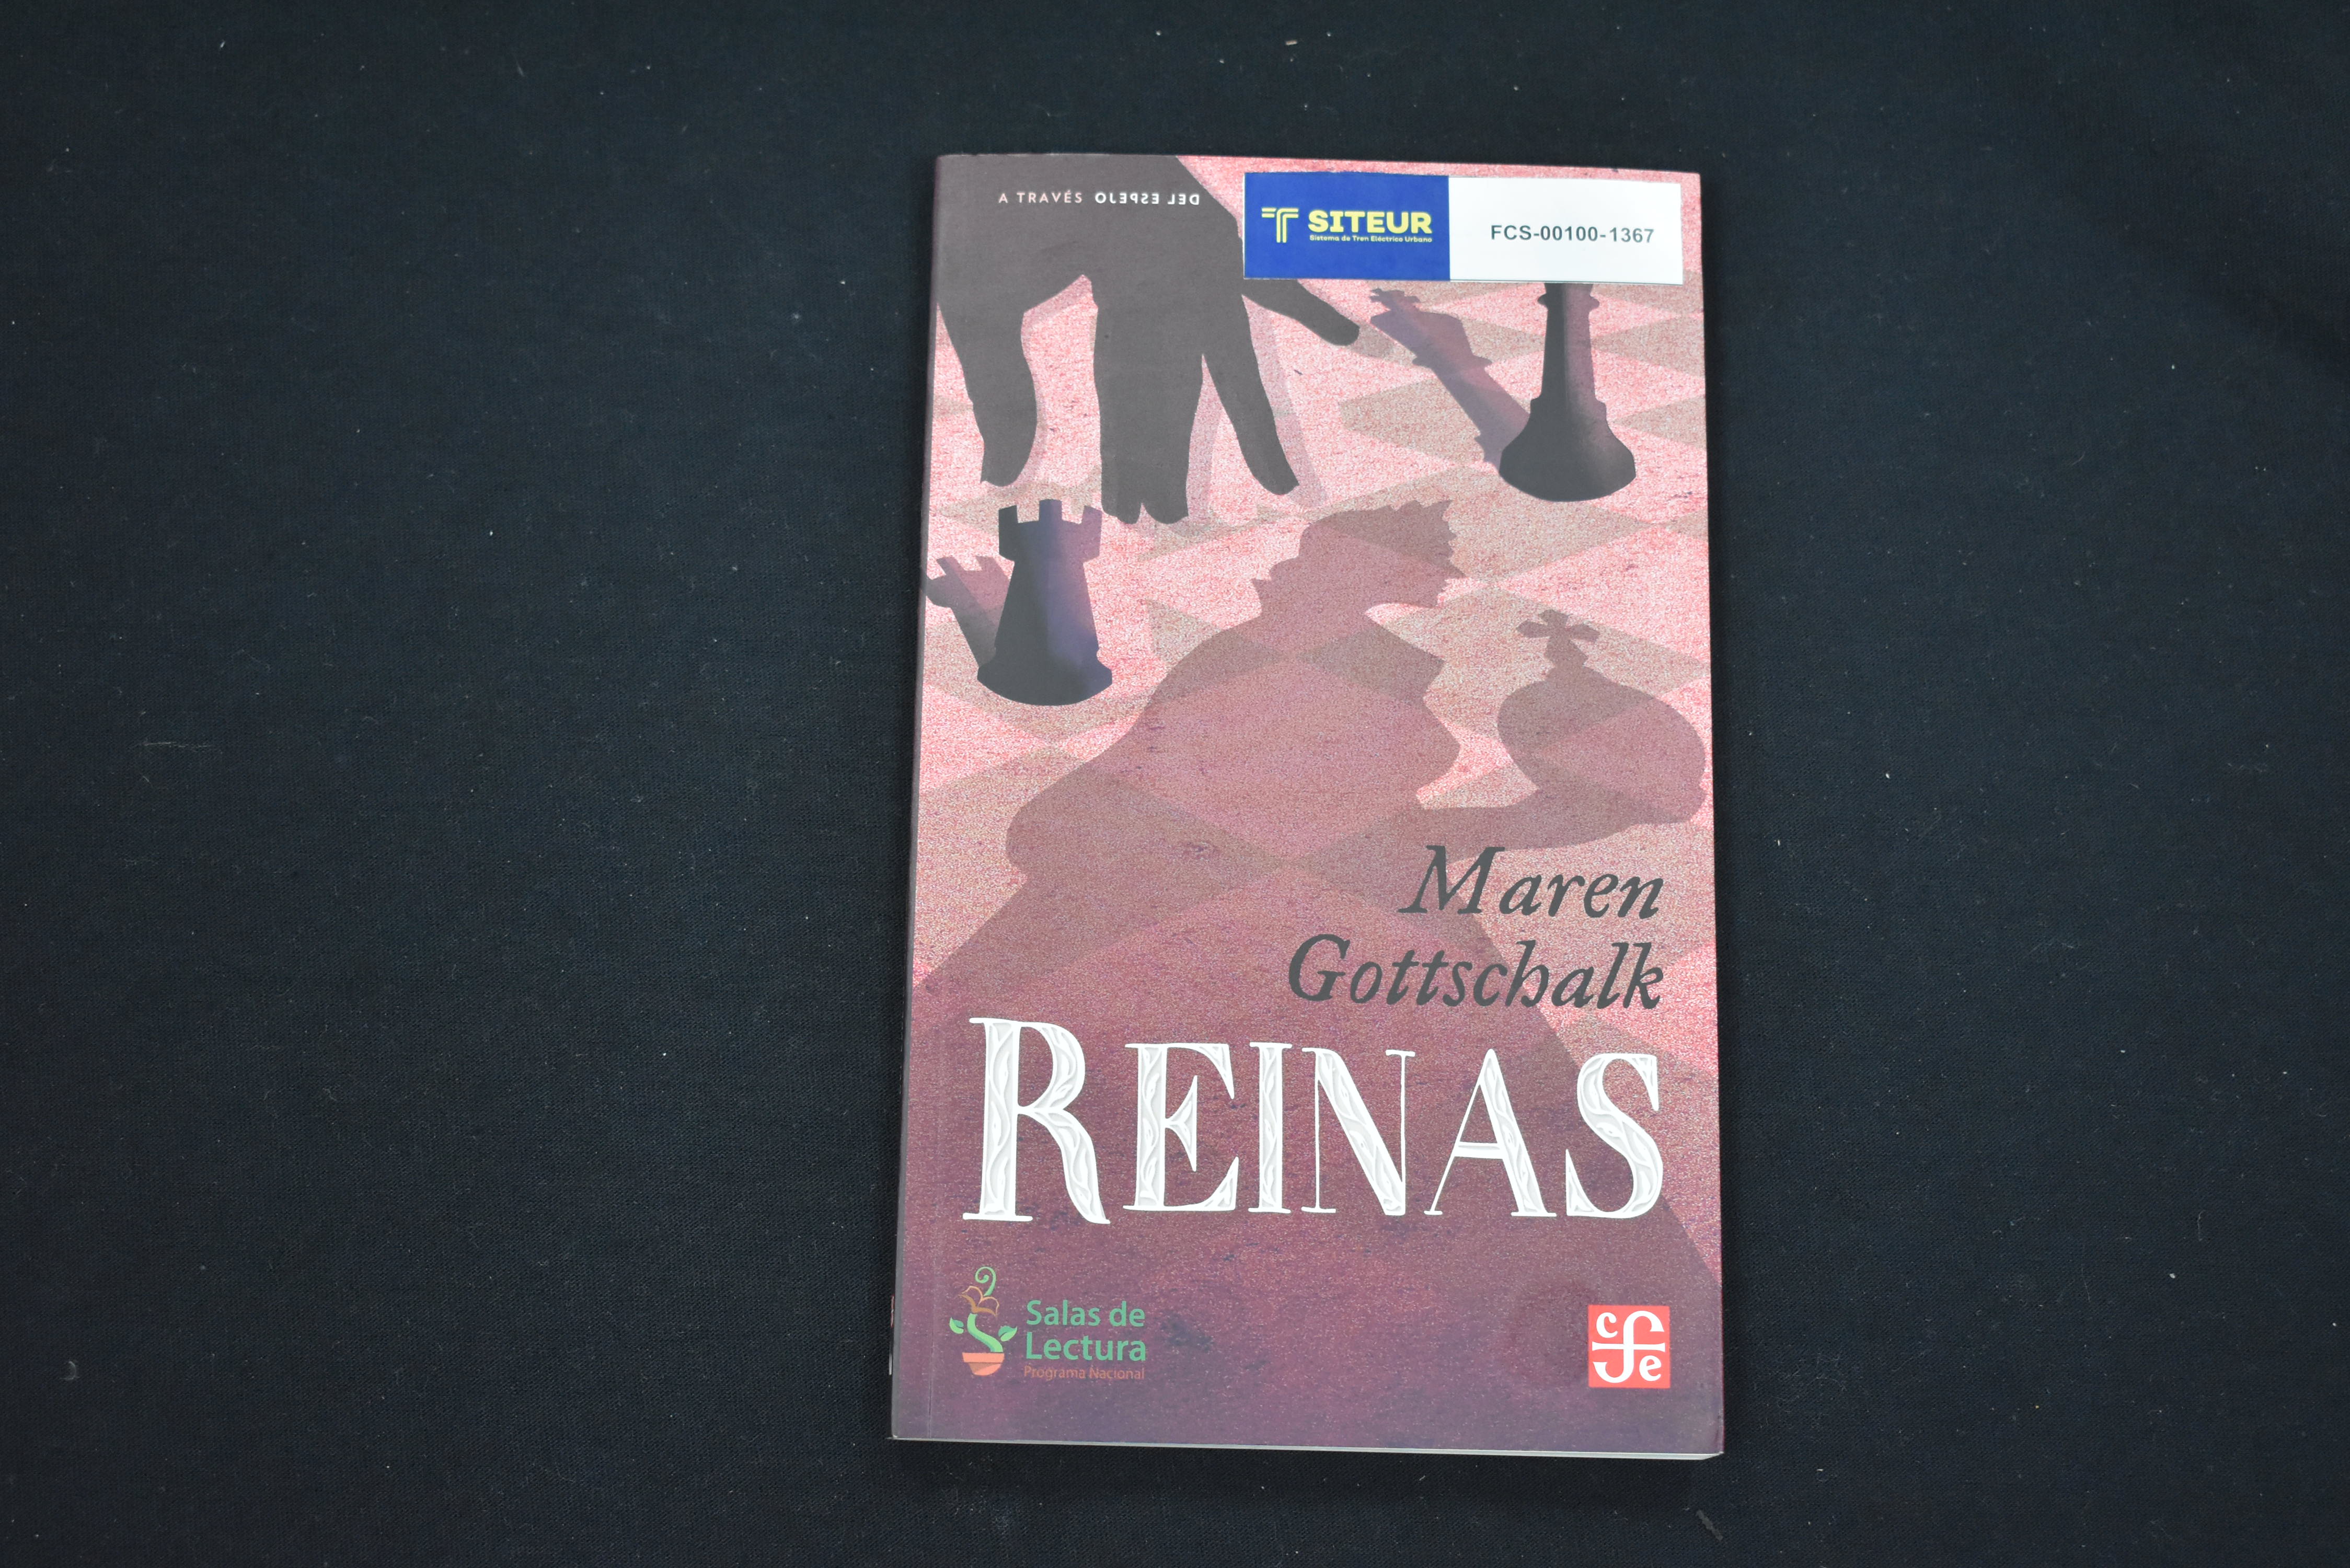 A TRAVÉS DEL ESPEJO
SITEUR
Sistema de Tren Eléctrico Urbano
FCS-00100-1367
Maren
Gottschalk
REINAS
Salas de
Lectura
Programa Nacional
cfe